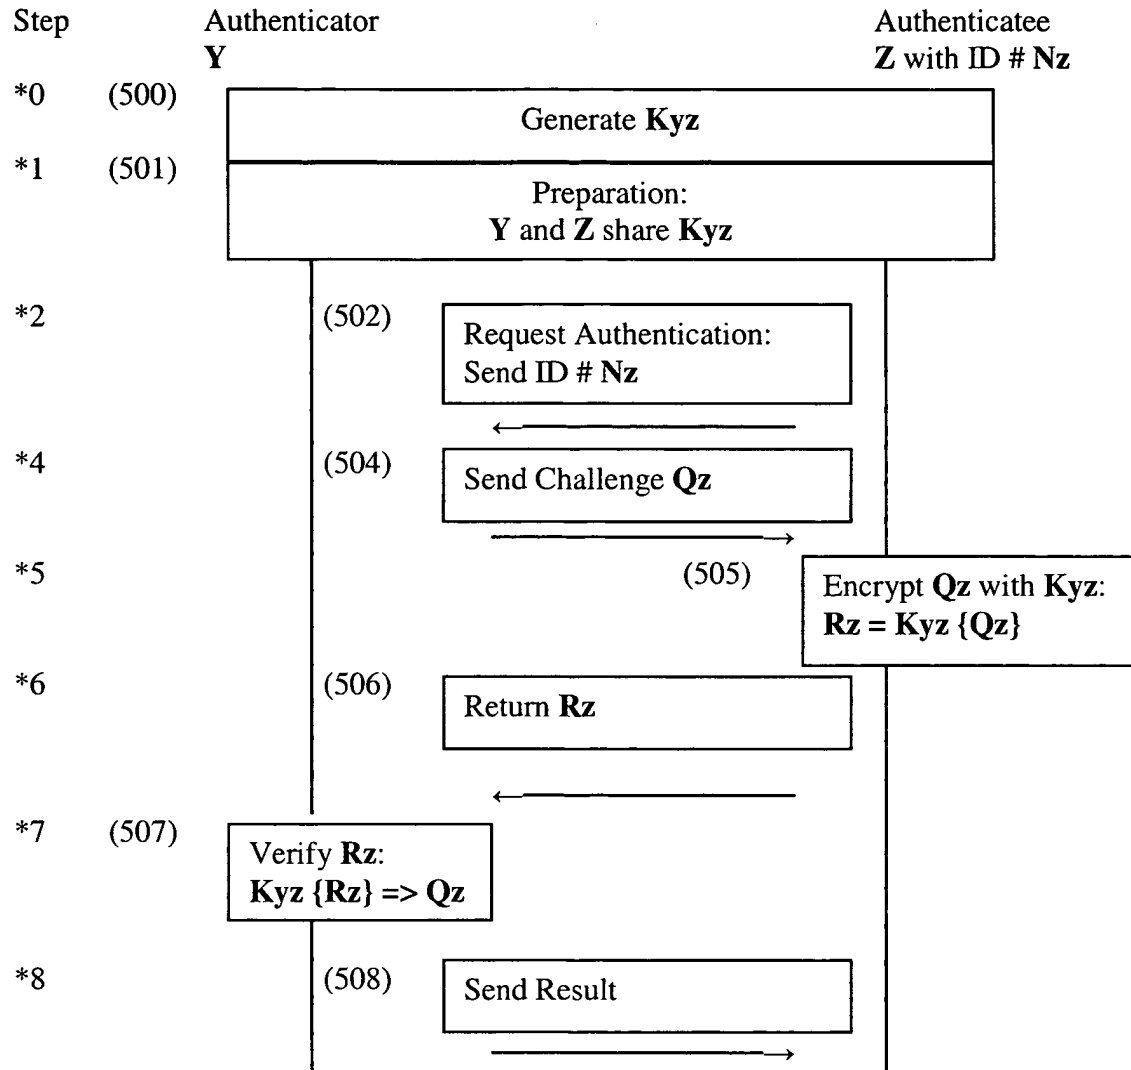 Step Authenticator Authenticatee
Y Z with ID # Nz
*0 (500) Generate Kyz
*1 (501) Preparation:
Y and Z share Kyz
*2 (502) Request Authentication:
Send ID # Nz
*4 (504) Send Challenge Qz
*5 (505) Encrypt Qz with Kyz:
Rz = Kyz {Qz}
*6 (506) Return Rz
*7 (507) Verify Rz:
Kyz {Rz} => Qz
*8 (508) Send Result